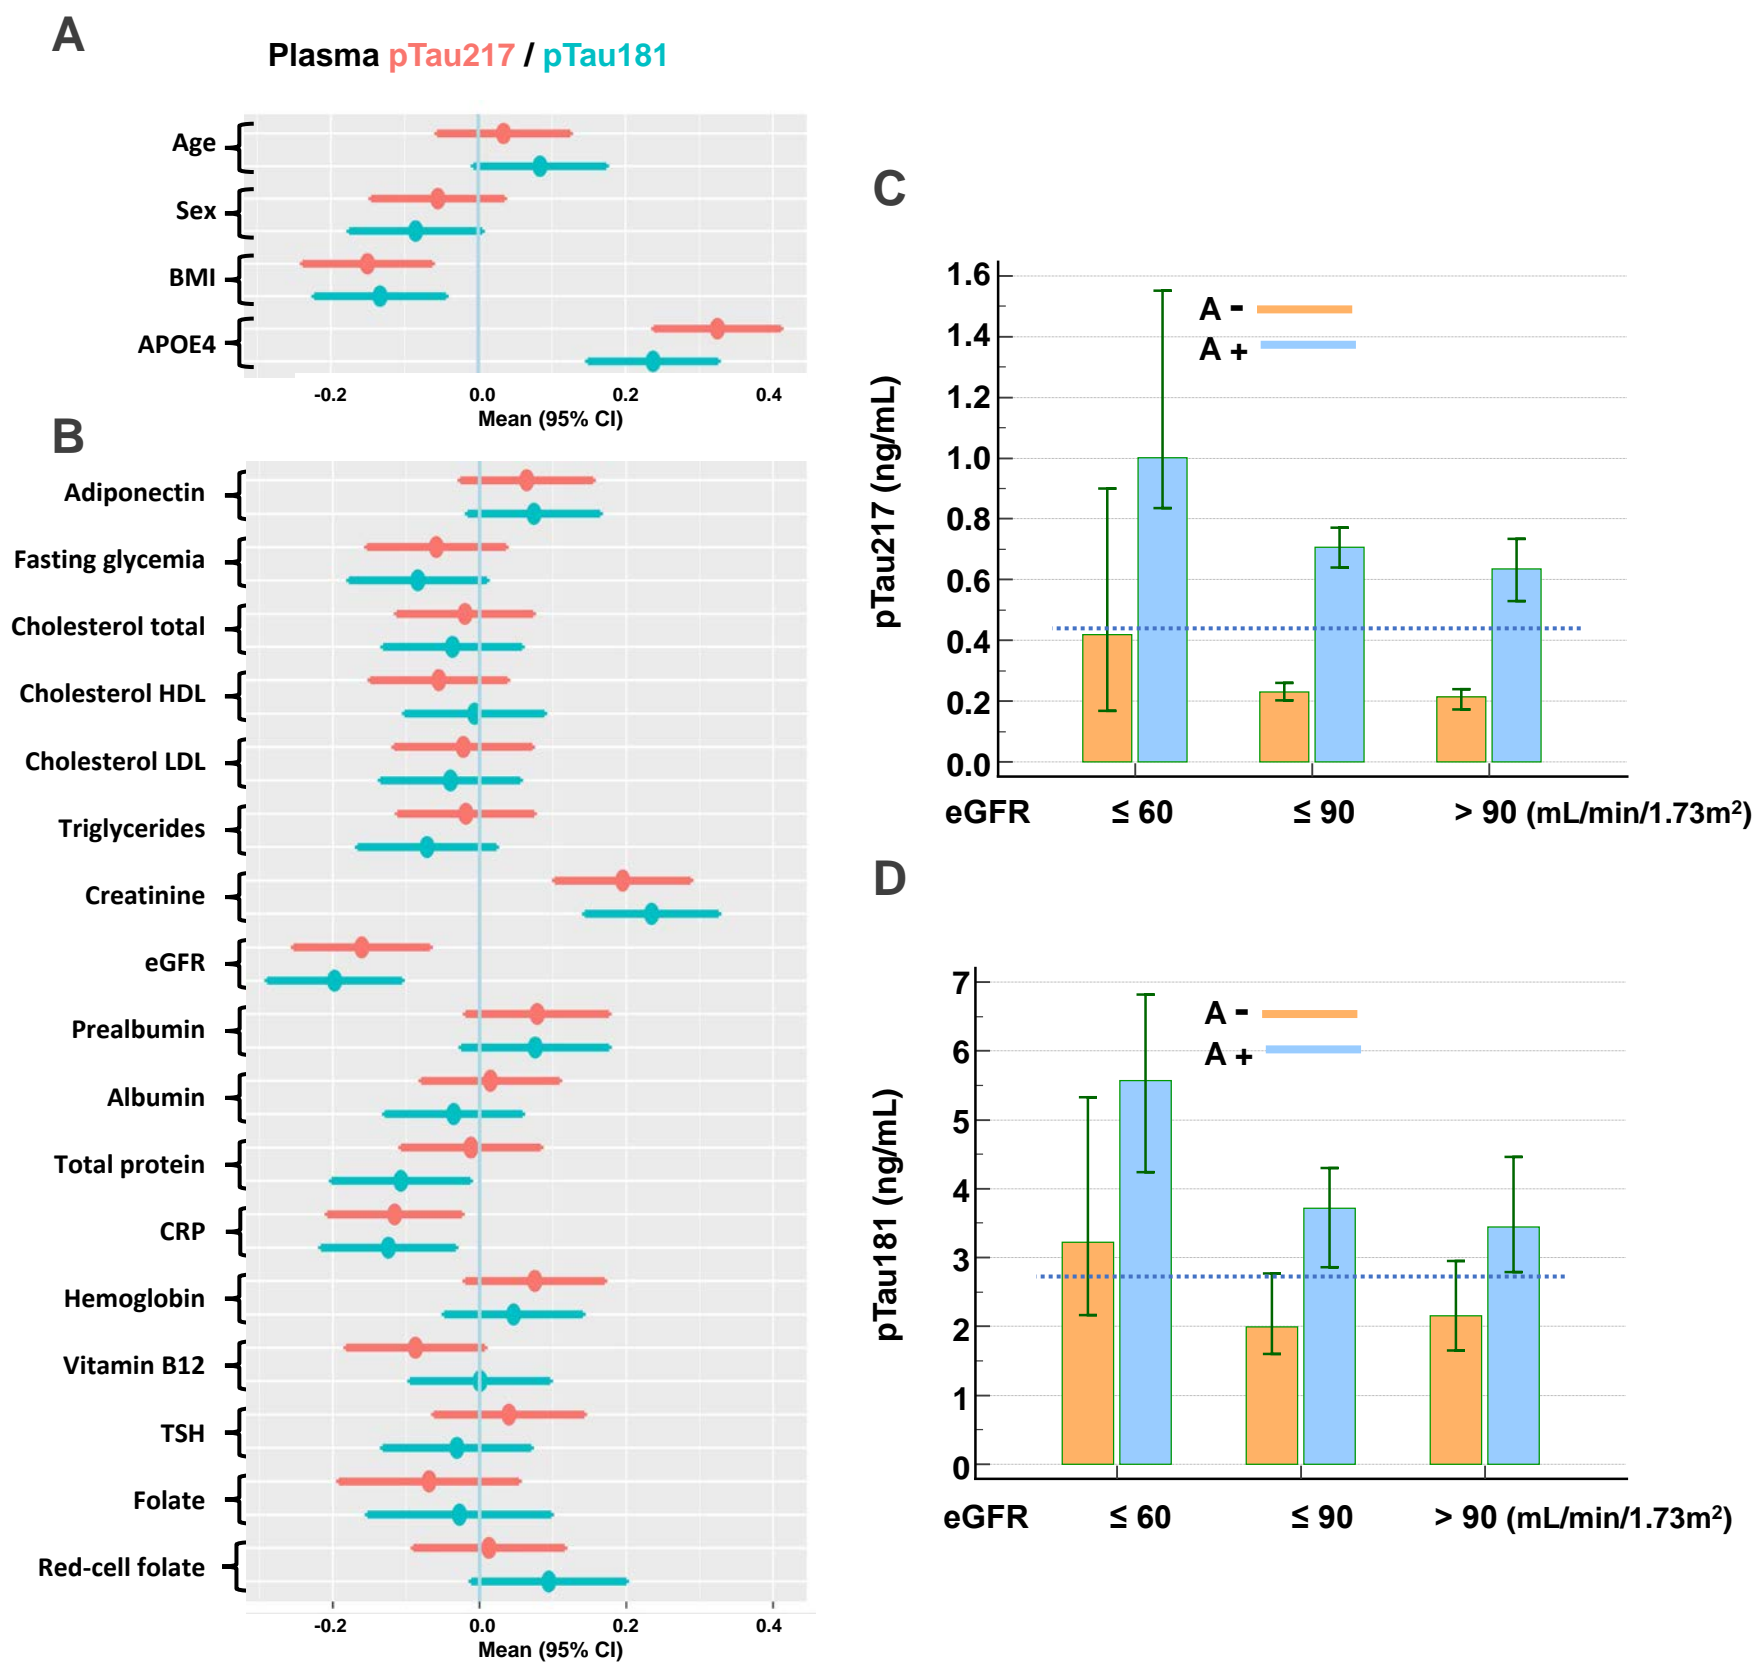 A
Plasma pTau217 / pTau181
Age
Sex
BMI
APOE4
-0.2 0.0 0.2 0.4
Mean (95% CI)
B
Adiponectin
Fasting glycemia
Cholesterol total
Cholesterol HDL
Cholesterol LDL
Triglycerides
Creatinine
eGFR
Prealbumin
Albumin
Total protein
CRP
Hemoglobin
Vitamin B12
TSH
Folate
Red-cell folate
-0.2 0.0 0.2 0.4
Mean (95% CI)
C
pTau217 (ng/mL)
1.6
1.4
1.2
1.0
0.8
0.6
0.4
0.2
0.0
A -
A +
eGFR ≤ 60 ≤ 90 > 90 (mL/min/1.73m²)
D
pTau181 (ng/mL)
7
6
5
4
3
2
1
0
A -
A +
eGFR ≤ 60 ≤ 90 > 90 (mL/min/1.73m²)